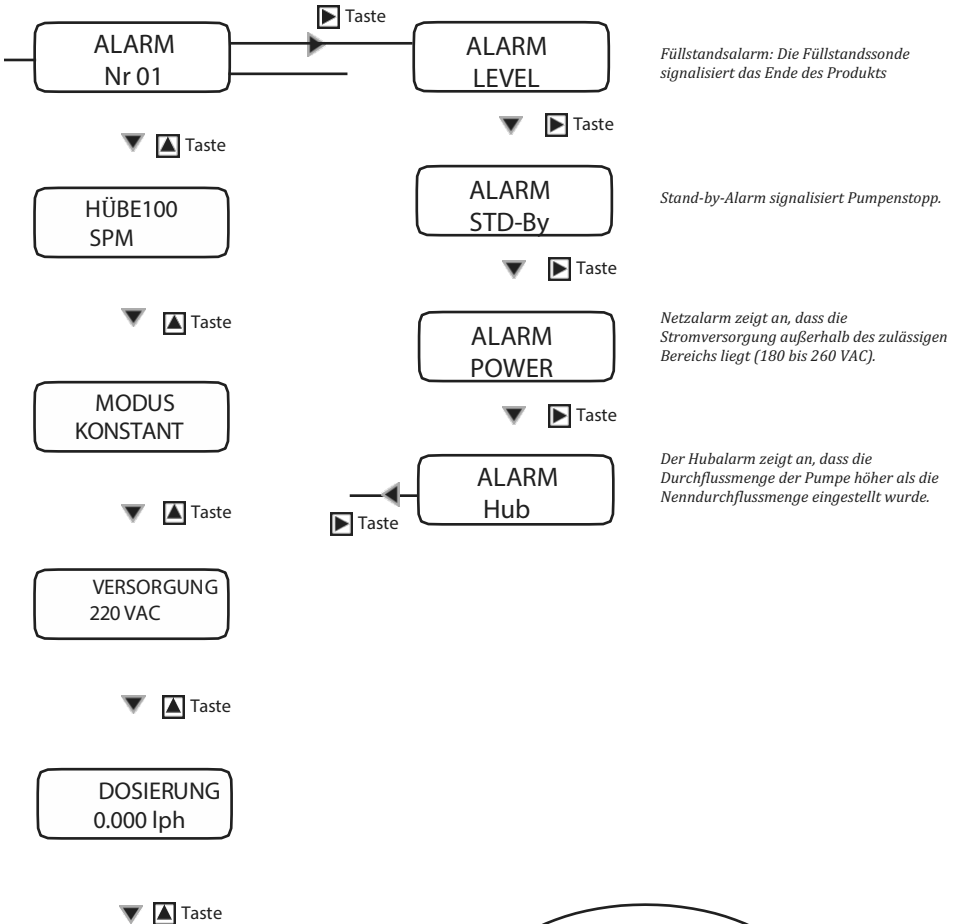 Taste
ALARM
Nr 01
ALARM
LEVEL
Füllstandsalarm: Die Füllstandssonde
signalisiert das Ende des Produkts
Taste
Taste
HÜBE100
SPM
ALARM
STD-By
Stand-by-Alarm signalisiert Pumpenstopp.
Taste
Taste
ALARM
POWER
Netzalarm zeigt an, dass die
Stromversorgung außerhalb des zulässigen
Bereichs liegt (180 bis 260 VAC).
MODUS
KONSTANT
Taste
ALARM
Hub
Der Hubalarm zeigt an, dass die
Durchflussmenge der Pumpe höher als die
Nenndurchflussmenge eingestellt wurde.
Taste
Taste
VERSORGUNG
220 VAC
Taste
DOSIERUNG
0.000 lph
Taste